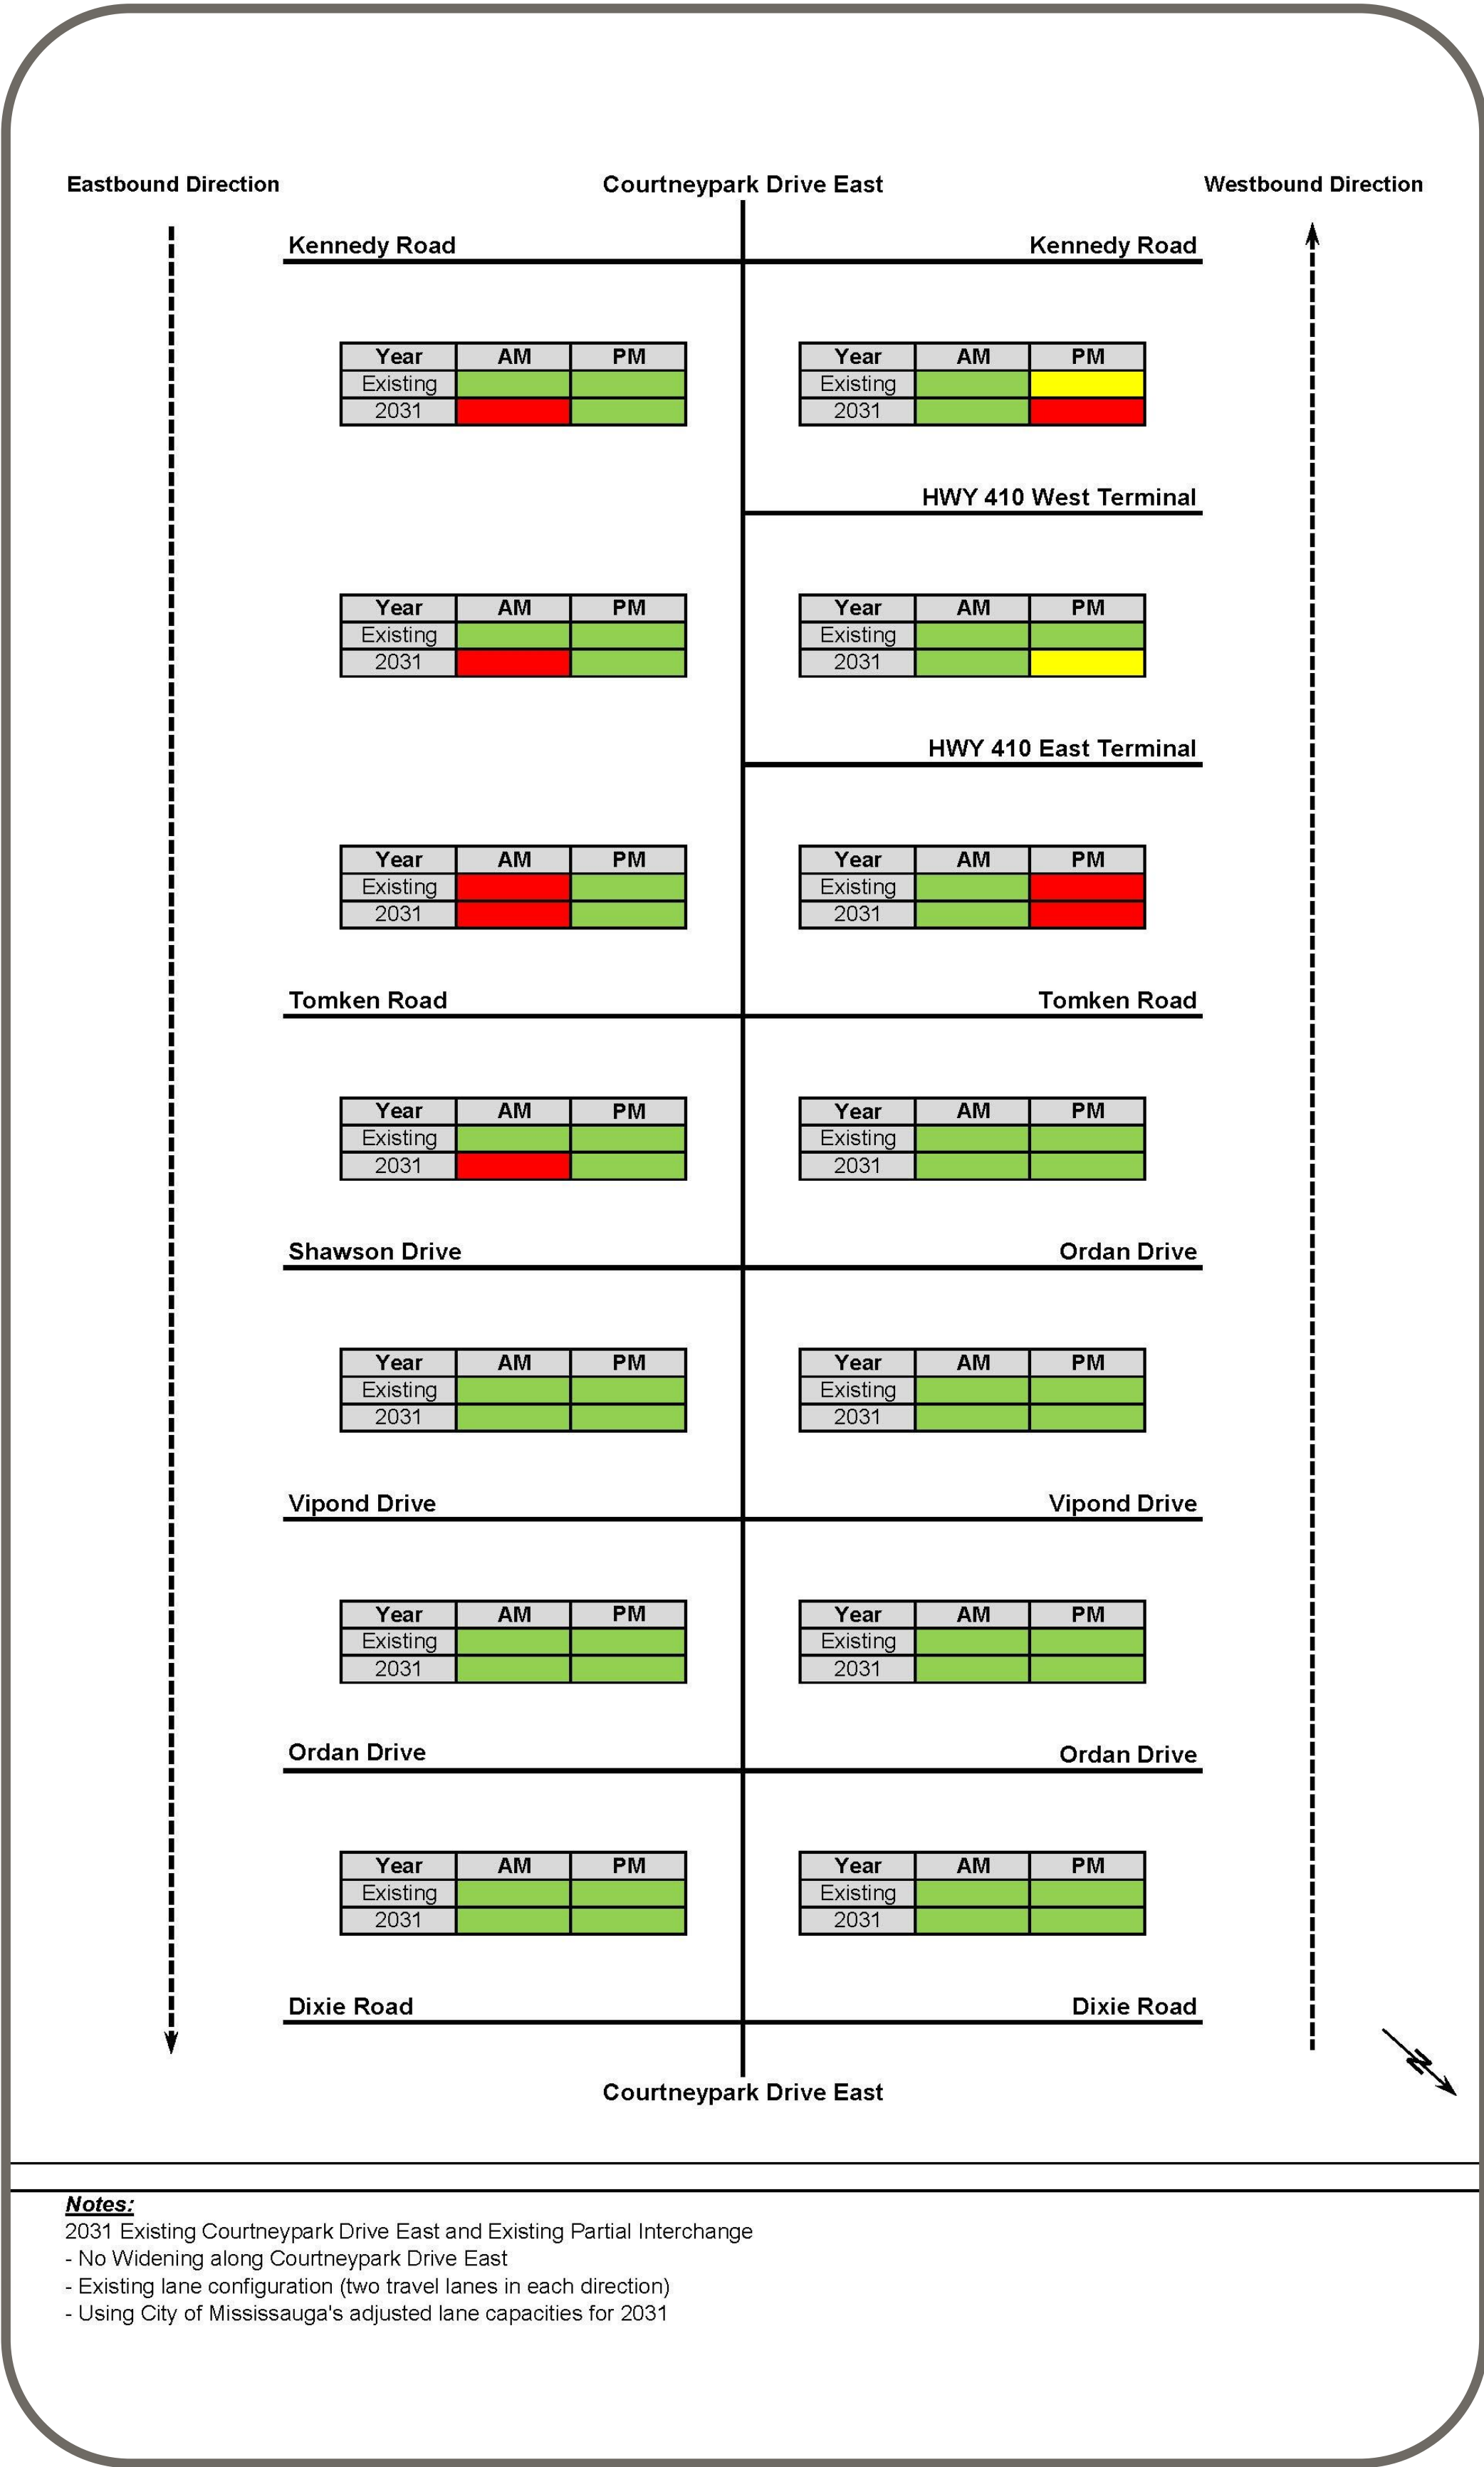 Eastbound Direction Courtneypark Drive East Westbound Direction
Kennedy Road Kennedy Road
Year AM PM Year AM PM
Existing Existing
2031 2031
HWY 410 West Terminal
Year AM PM Year AM PM
Existing Existing
2031 2031
HWY 410 East Terminal
Year AM PM Year AM PM
Existing Existing
2031 2031
Tomken Road Tomken Road
Year AM PM Year AM PM
Existing Existing
2031 2031
Shawson Drive Ordan Drive
Year AM PM Year AM PM
Existing Existing
2031 2031
Vipond Drive Vipond Drive
Year AM PM Year AM PM
Existing Existing
2031 2031
Ordan Drive Ordan Drive
Year AM PM Year AM PM
Existing Existing
2031 2031
Dixie Road Dixie Road
N
Courtneypark Drive East
Notes:
2031 Existing Courtneypark Drive East and Existing Partial Interchange
- No Widening along Courtneypark Drive East
- Existing lane configuration (two travel lanes in each direction)
- Using City of Mississauga's adjusted lane capacities for 2031